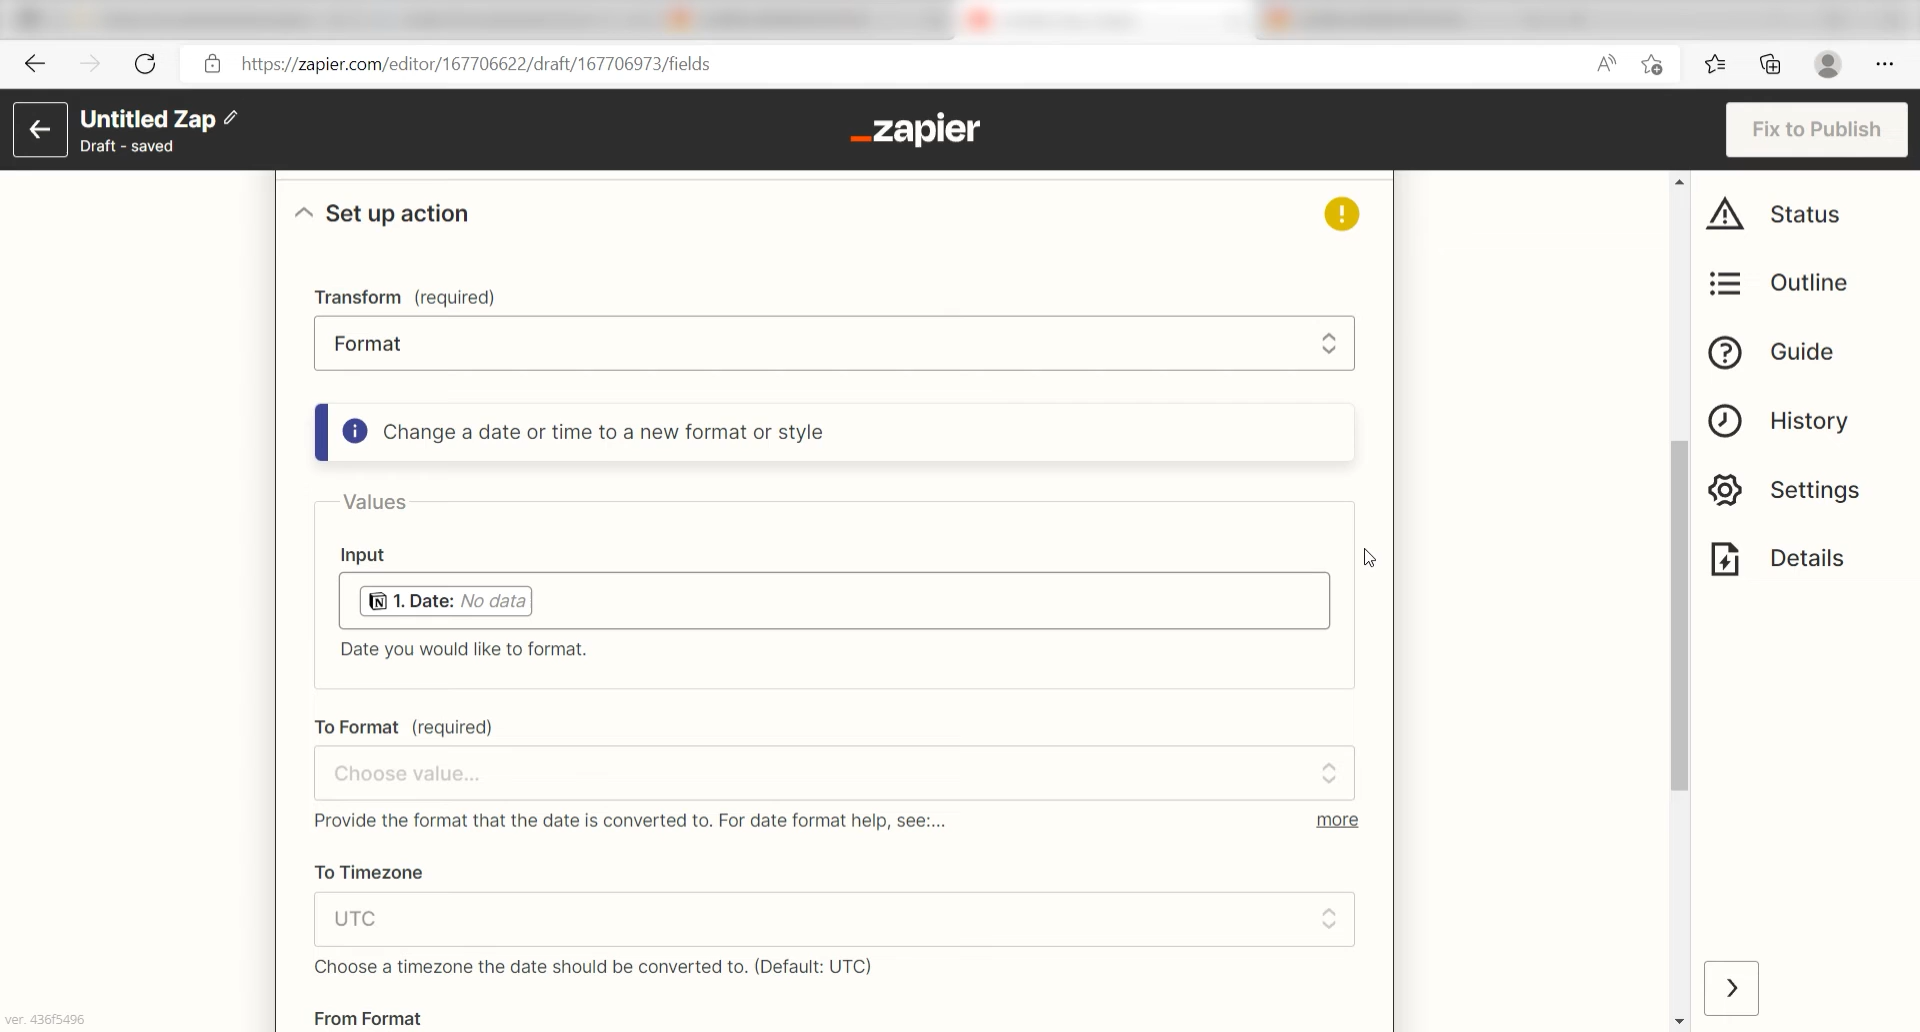 https://zapier.com/editor/167706622/draft/167706973/fields
Untitled Zap
Draft - saved
zapier
Fix to Publish
Set up action
Transform (required)
Format
Change a date or time to a new format or style
Values
Input
1. Date: No data
Date you would like to format.
To Format (required)
Choose value...
Provide the format that the date is converted to. For date format help, see:...
more
To Timezone
UTC
Choose a timezone the date should be converted to. (Default: UTC)
From Format
Status
Outline
Guide
History
Settings
Details
ver. 436f5496